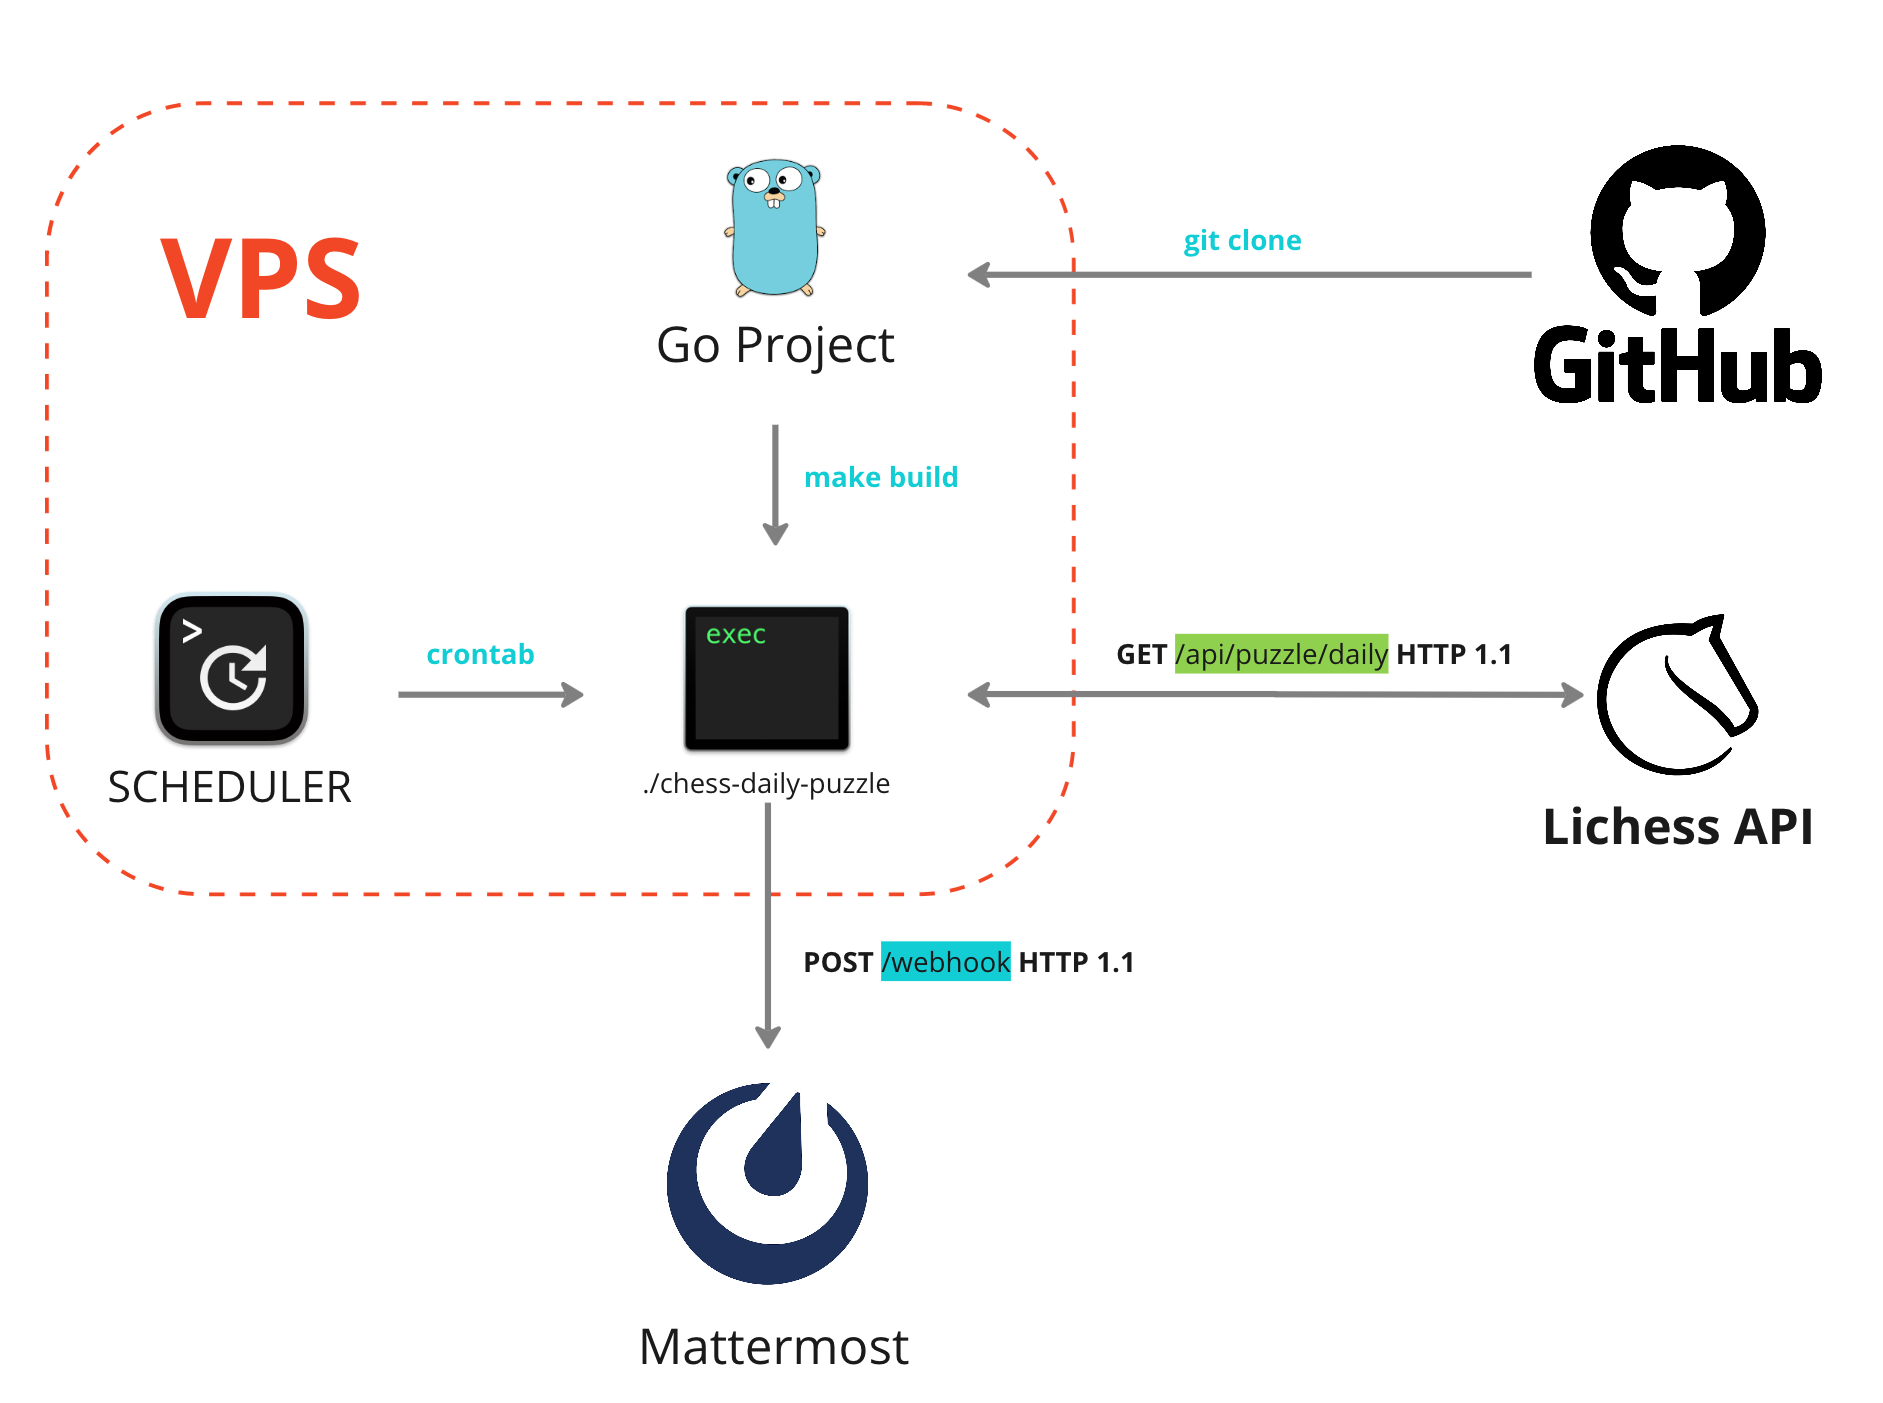 VPS
Go Project
git clone
GitHub
make build
>
exec
crontab
SCHEDULER
./chess-daily-puzzle
GET /api/puzzle/daily HTTP 1.1
Lichess API
POST /webhook HTTP 1.1
Mattermost